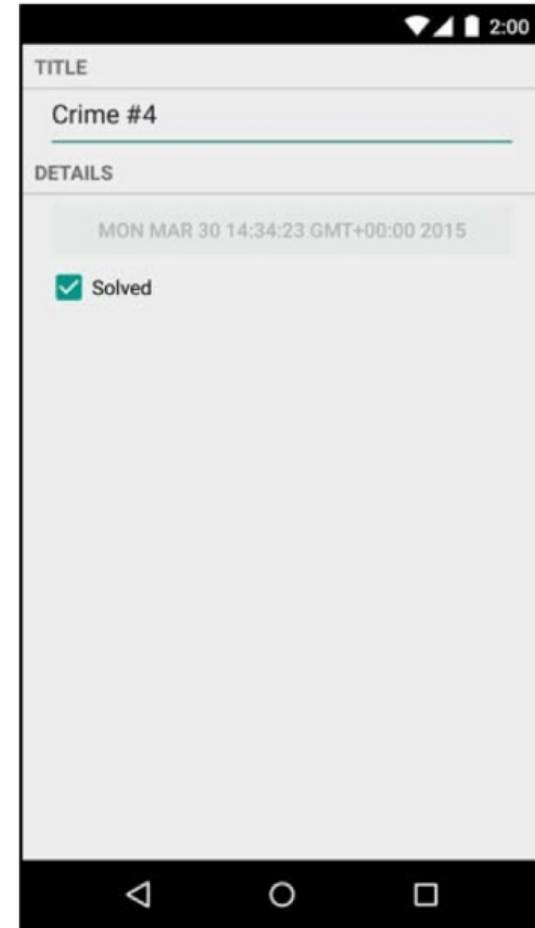 2:00
TITLE
Crime #4
DETAILS
MON MAR 30 14:34:23 GMT+00:00 2015
Solved